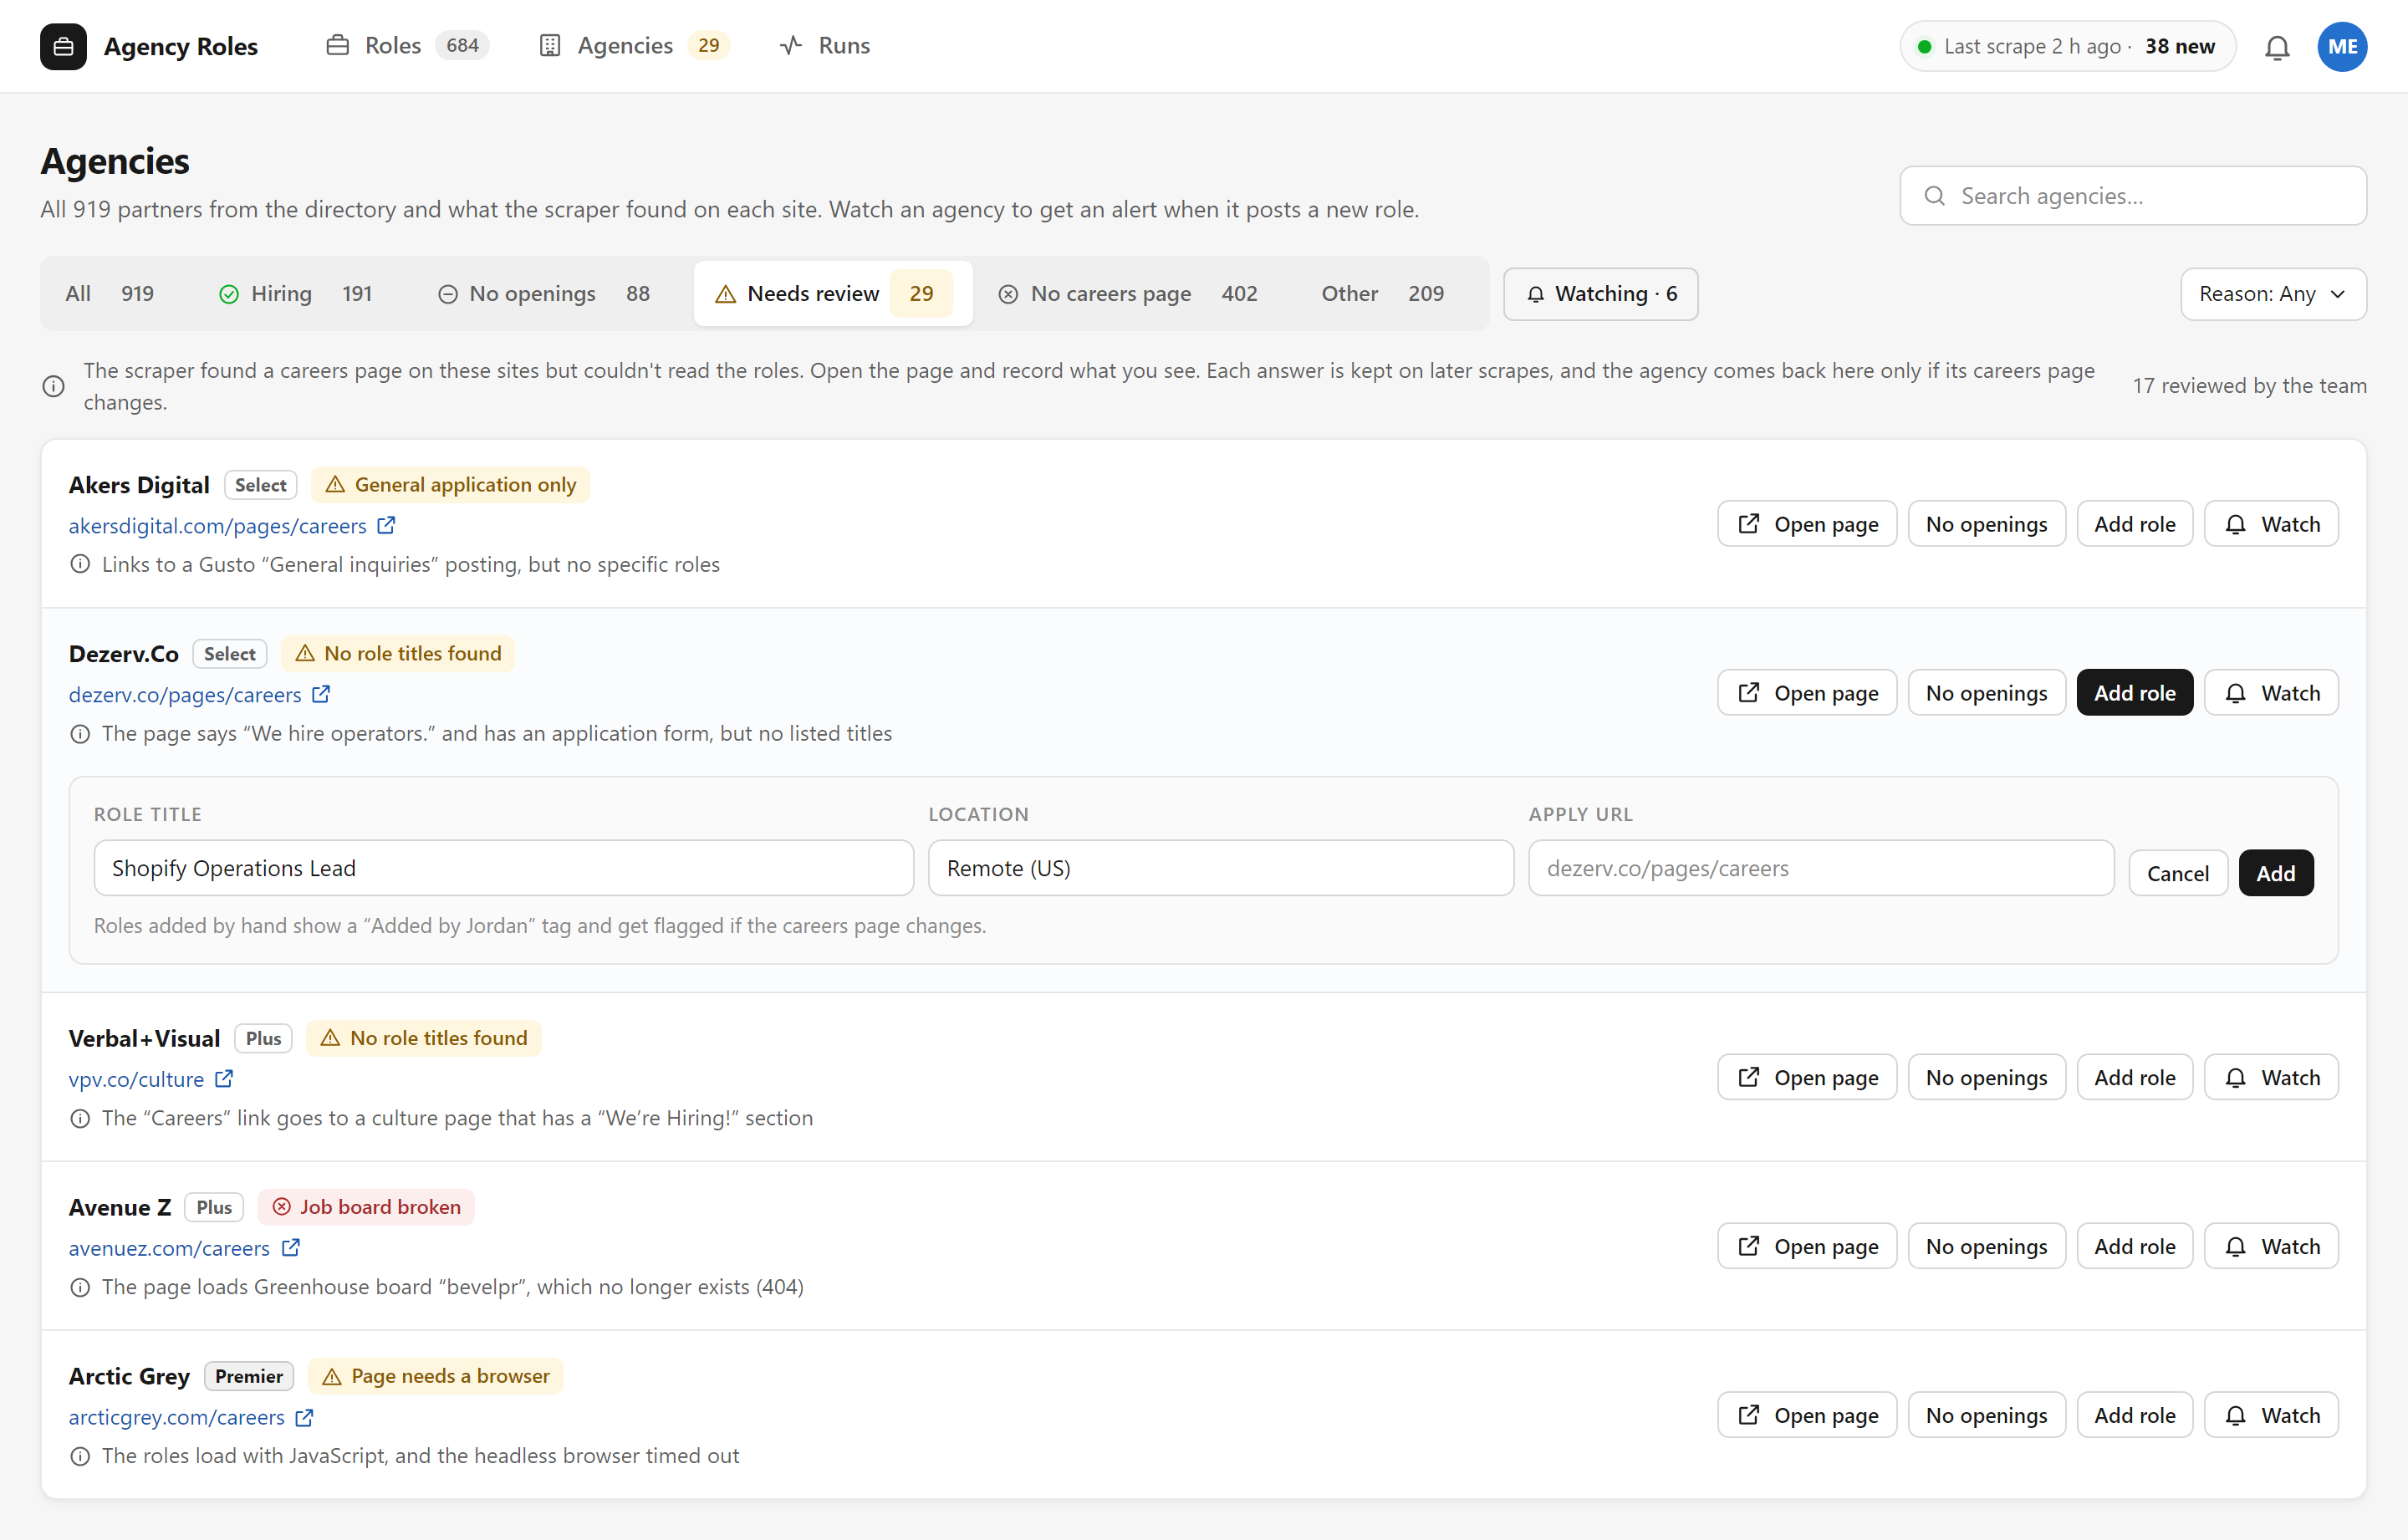 Agency Roles
Roles 684
Agencies 29
Runs
Last scrape 2 h ago · 38 new
ME
Agencies
All 919 partners from the directory and what the scraper found on each site. Watch an agency to get an alert when it posts a new role.
Search agencies...
All 919
Hiring 191
No openings 88
Needs review 29
No careers page 402
Other 209
Watching · 6
Reason: Any
The scraper found a careers page on these sites but couldn't read the roles. Open the page and record what you see. Each answer is kept on later scrapes, and the agency comes back here only if its careers page
changes.
17 reviewed by the team
Akers Digital Select General application only
akersdigital.com/pages/careers
Links to a Gusto “General inquiries” posting, but no specific roles
Open page No openings Add role Watch
Dezerv.Co Select No role titles found
dezerv.co/pages/careers
The page says “We hire operators.” and has an application form, but no listed titles
Open page No openings Add role Watch
ROLE TITLE LOCATION APPLY URL
Shopify Operations Lead Remote (US) dezerv.co/pages/careers Cancel Add
Roles added by hand show a “Added by Jordan” tag and get flagged if the careers page changes.
Verbal+Visual Plus No role titles found
vpv.co/culture
The “Careers” link goes to a culture page that has a “We’re Hiring!” section
Open page No openings Add role Watch
Avenue Z Plus Job board broken
avenuez.com/careers
The page loads Greenhouse board “bevelpr”, which no longer exists (404)
Open page No openings Add role Watch
Arctic Grey Premier Page needs a browser
arcticgrey.com/careers
The roles load with JavaScript, and the headless browser timed out
Open page No openings Add role Watch